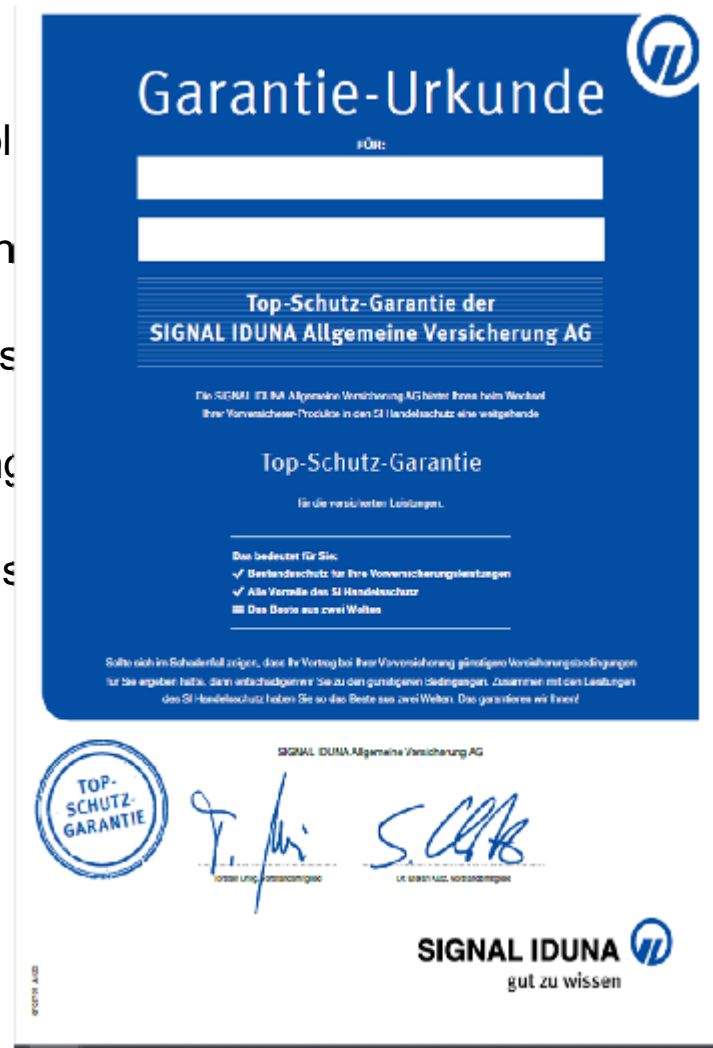 Garantie-Urkunde
FÜR:
Top-Schutz-Garantie der
SIGNAL IDUNA Allgemeine Versicherung AG
Die SIGNAL IDUNA Allgemeine Versicherung AG bietet Ihnen beim Wechsel
Ihrer Vorversicherer-Produkte in den SI Handelsschutz eine weitgehende
Top-Schutz-Garantie
für die versicherten Leistungen.
Das bedeutet für Sie:
✓ Bestandsschutz für Ihre Vorversicherungsleistungen
✓ Alle Vorteile des SI Handelsschutz
= Das Beste aus zwei Welten
Sollte sich im Schadenfall zeigen, dass Ihr Vertrag bei Ihrer Vorversicherung günstigere Versicherungsbedingungen
für Sie ergeben hätte, dann entschädigen wir Sie zu den günstigeren Bedingungen. Zusammen mit den Leistungen
des SI Handelsschutz haben Sie so das Beste aus zwei Welten. Das garantieren wir Ihnen!
SIGNAL IDUNA Allgemeine Versicherung AG
TOP-
SCHUTZ-
GARANTIE
Vorstandsmitglied
Vorstandsmitglied
SIGNAL IDUNA
gut zu wissen